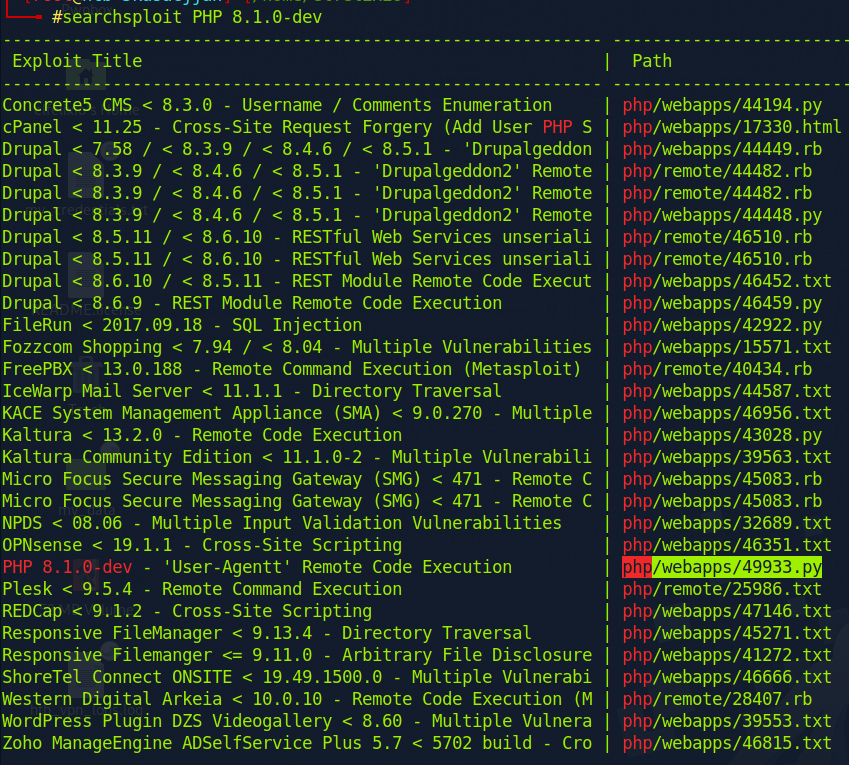 #searchsploit PHP 8.1.0-dev
Exploit Title | Path
Concrete5 CMS < 8.3.0 - Username / Comments Enumeration | php/webapps/44194.py
cPanel < 11.25 - Cross-Site Request Forgery (Add User PHP S | php/webapps/17330.html
Drupal < 7.58 / < 8.3.9 / < 8.4.6 / < 8.5.1 - 'Drupalgeddon | php/webapps/44449.rb
Drupal < 8.3.9 / < 8.4.6 / < 8.5.1 - 'Drupalgeddon2' Remote | php/remote/44482.rb
Drupal < 8.3.9 / < 8.4.6 / < 8.5.1 - 'Drupalgeddon2' Remote | php/remote/44482.rb
Drupal < 8.3.9 / < 8.4.6 / < 8.5.1 - 'Drupalgeddon2' Remote | php/webapps/44448.py
Drupal < 8.5.11 / < 8.6.10 - RESTful Web Services unseriali | php/remote/46510.rb
Drupal < 8.5.11 / < 8.6.10 - RESTful Web Services unseriali | php/remote/46510.rb
Drupal < 8.6.10 / < 8.5.11 - REST Module Remote Code Execut | php/webapps/46452.txt
Drupal < 8.6.9 - REST Module Remote Code Execution | php/webapps/46459.py
FileRun < 2017.09.18 - SQL Injection | php/webapps/42922.py
Fozzcom Shopping < 7.94 / < 8.04 - Multiple Vulnerabilities | php/webapps/15571.txt
FreePBX < 13.0.188 - Remote Command Execution (Metasploit) | php/remote/40434.rb
IceWarp Mail Server < 11.1.1 - Directory Traversal | php/webapps/44587.txt
KACE System Management Appliance (SMA) < 9.0.270 - Multiple | php/webapps/46956.txt
Kaltura < 13.2.0 - Remote Code Execution | php/webapps/43028.py
Kaltura Community Edition < 11.1.0-2 - Multiple Vulnerabili | php/webapps/39563.txt
Micro Focus Secure Messaging Gateway (SMG) < 471 - Remote C | php/webapps/45083.rb
Micro Focus Secure Messaging Gateway (SMG) < 471 - Remote C | php/webapps/45083.rb
NPDS < 08.06 - Multiple Input Validation Vulnerabilities | php/webapps/32689.txt
OPNsense < 19.1.1 - Cross-Site Scripting | php/webapps/46351.txt
PHP 8.1.0-dev - 'User-Agentt' Remote Code Execution | php/webapps/49933.py
Plesk < 9.5.4 - Remote Command Execution | php/remote/25986.txt
REDCap < 9.1.2 - Cross-Site Scripting | php/webapps/47146.txt
Responsive FileManager < 9.13.4 - Directory Traversal | php/webapps/45271.txt
Responsive Filemanger <= 9.11.0 - Arbitrary File Disclosure | php/webapps/41272.txt
ShoreTel Connect ONSITE < 19.49.1500.0 - Multiple Vulnerabi | php/webapps/46666.txt
Western Digital Arkeia < 10.0.10 - Remote Code Execution (M | php/remote/28407.rb
WordPress Plugin DZS Videogallery < 8.60 - Multiple Vulnera | php/webapps/39553.txt
Zoho ManageEngine ADSelfService Plus 5.7 < 5702 build - Cro | php/webapps/46815.txt